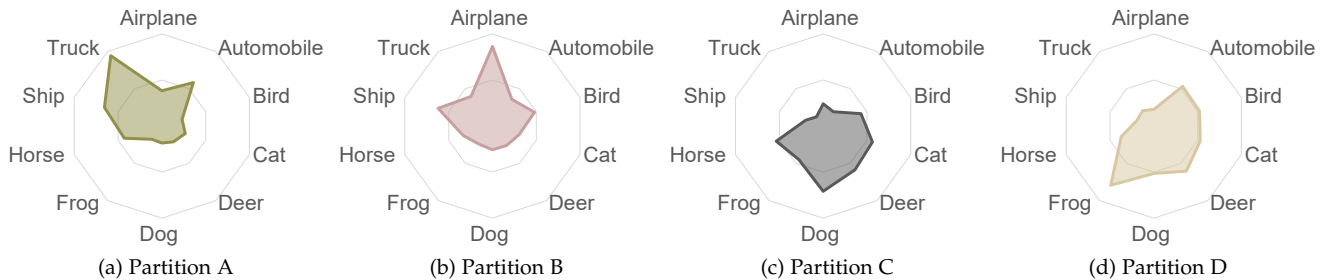 Airplane
Truck Automobile
Ship Bird
Horse Cat
Frog Deer
Dog
(a) Partition A
Airplane
Truck Automobile
Ship Bird
Horse Cat
Frog Deer
Dog
(b) Partition B
Airplane
Truck Automobile
Ship Bird
Horse Cat
Frog Deer
Dog
(c) Partition C
Airplane
Truck Automobile
Ship Bird
Horse Cat
Frog Deer
Dog
(d) Partition D